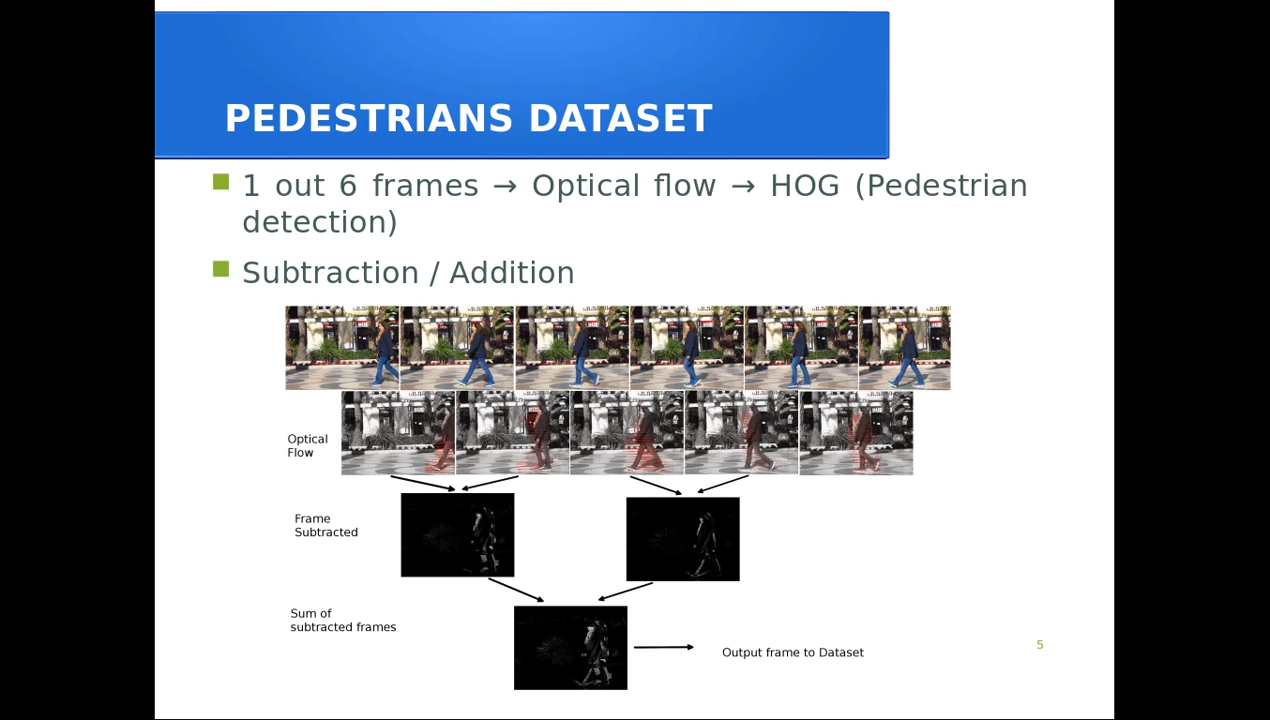 PEDESTRIANS DATASET
1 out 6 frames → Optical flow → HOG (Pedestrian
detection)
Subtraction / Addition
Optical
Flow
Frame
Subtracted
Sum of
subtracted frames
Output frame to Dataset
5